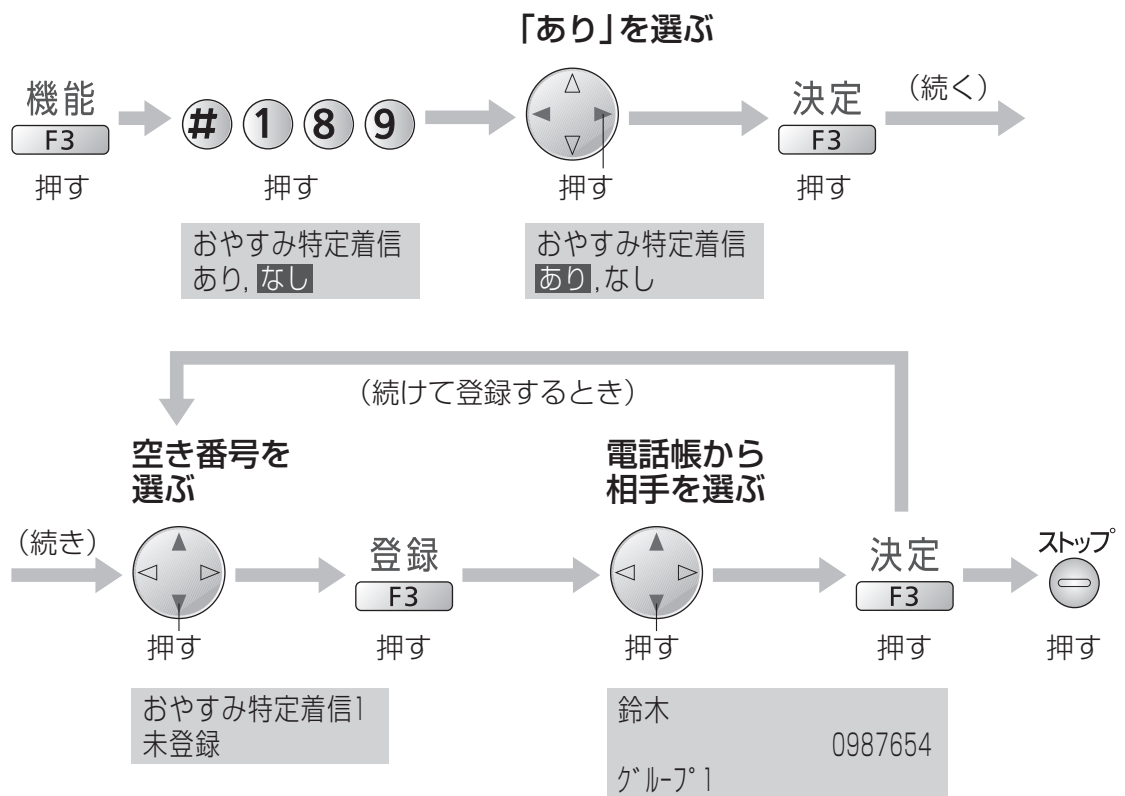 「あり」を選ぶ
機能
F3
押す
# 1 8 9
押す
押す
決定
F3
押す
(続く)
おやすみ特定着信
あり, なし
おやすみ特定着信
あり,なし
(続けて登録するとき)
空き番号を
選ぶ
電話帳から
相手を選ぶ
(続き)
押す
登録
F3
押す
押す
決定
F3
押す
ストップ
押す
おやすみ特定着信1
未登録
鈴木
0987654
グループ1